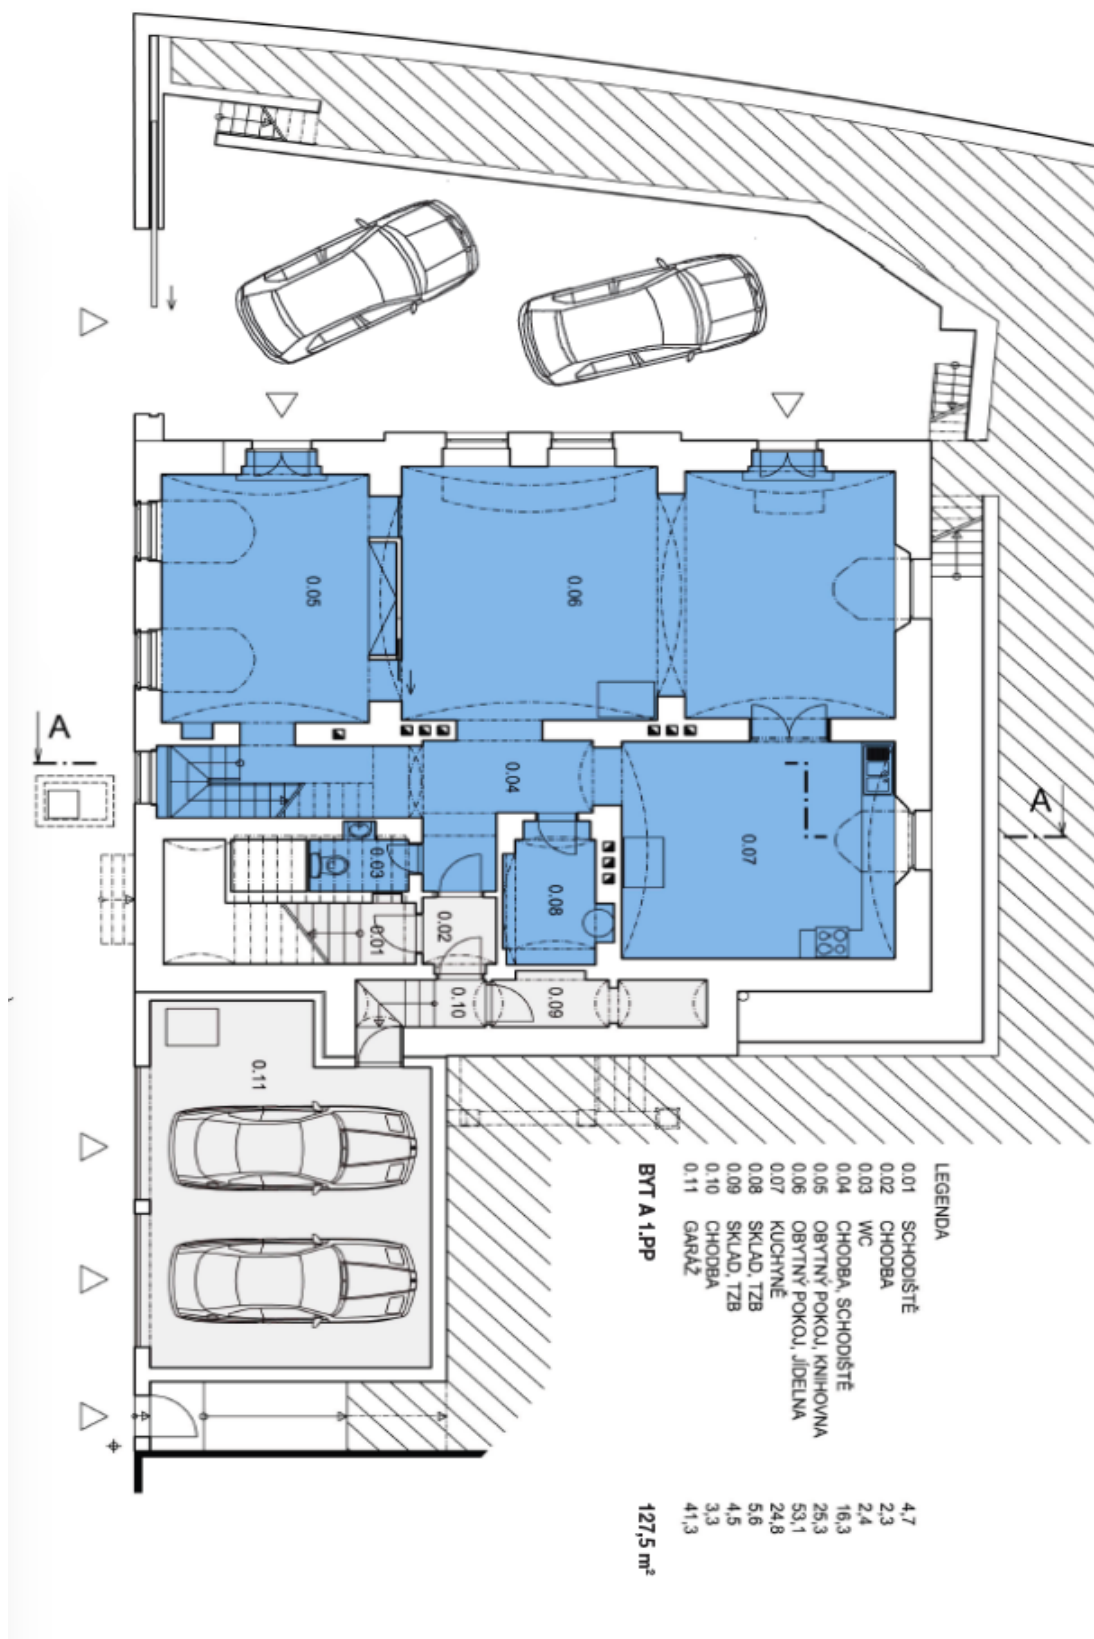 0.05
0.06
0.04
0.07
0.03
0.08
0.02
0.01
0.10
0.09
0.11
A
A
LEGENDA
0.01 SCHODIŠTĚ 4,7
0.02 CHODBA 2,3
0.03 WC 2,4
0.04 CHODBA, SCHODIŠTĚ 16,3
0.05 OBYTNÝ POKOJ, KNIHOVNA 25,3
0.06 OBYTNÝ POKOJ, JÍDELNA 53,1
0.07 KUCHYNĚ 24,8
0.08 SKLAD, TZB 5,6
0.09 SKLAD, TZB 4,5
0.10 CHODBA 3,3
0.11 GARÁŽ 41,3
BYT A 1.PP 127,5 m²